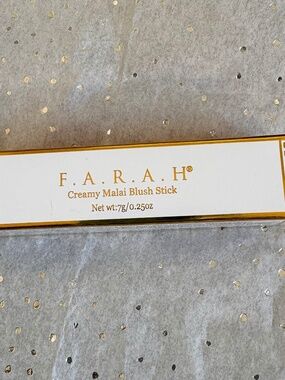 F.A.R.A.H®
Creamy Malai Blush Stick
Net wt:7g/0.25oz